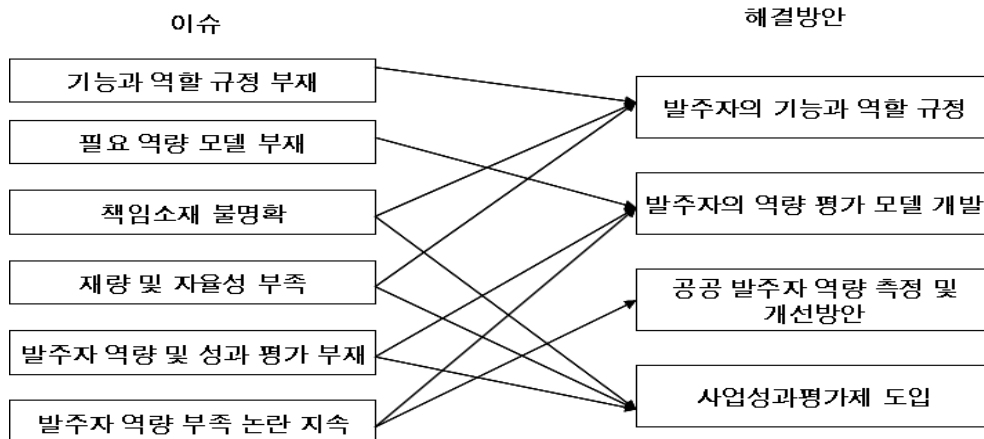 이슈
기능과 역할 규정 부재
필요 역량 모델 부재
책임소재 불명확
재량 및 자율성 부족
발주자 역량 및 성과 평가 부재
발주자 역량 부족 논란 지속
해결방안
발주자의 기능과 역할 규정
발주자의 역량 평가 모델 개발
공공 발주자 역량 측정 및
개선방안
사업성과평가제 도입